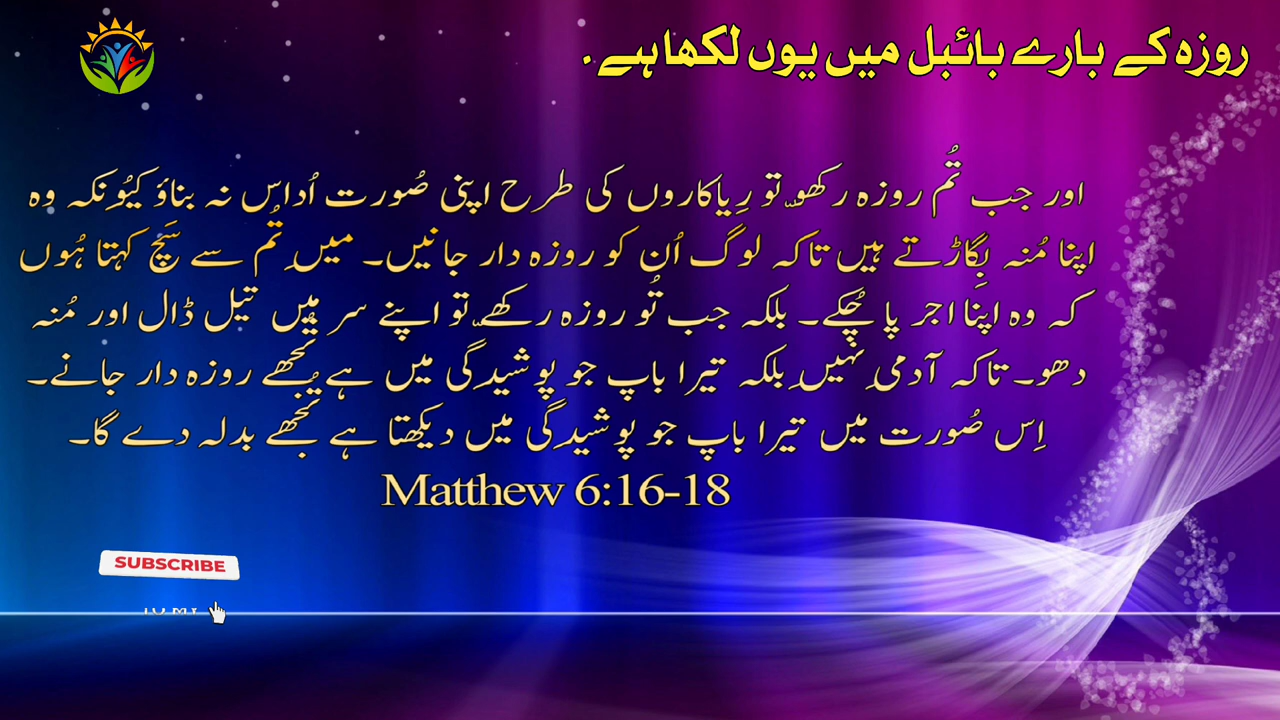 روزہ کے بارے بائبل میں یوں لکھا ہے۔
اور جب تُم روزہ رکھو تو رِیاکاروں کی طرح اپنی صُورت اُداس نہ بناؤ کیُونکہ وہ
اپنا مُنہ بِگاڑتے ہیں تاکہ لوگ اُن کو روزہ دار جانیں۔ میں تُم سے سَچ کہتا ہُوں
کہ وہ اپنا اجر پا چُکے۔ بلکہ جب تُو روزہ رکھے تو اپنے سر میں تیل ڈال اور مُنہ
دھو۔ تاکہ آدمی نہیں بلکہ تیرا باپ جو پوشیدگی میں ہے تُجھے روزہ دار جانے۔
اِس صُورت میں تیرا باپ جو پوشیدگی میں دیکھتا ہے تُجھے بدلہ دے گا۔
Matthew 6:16-18
SUBSCRIBE